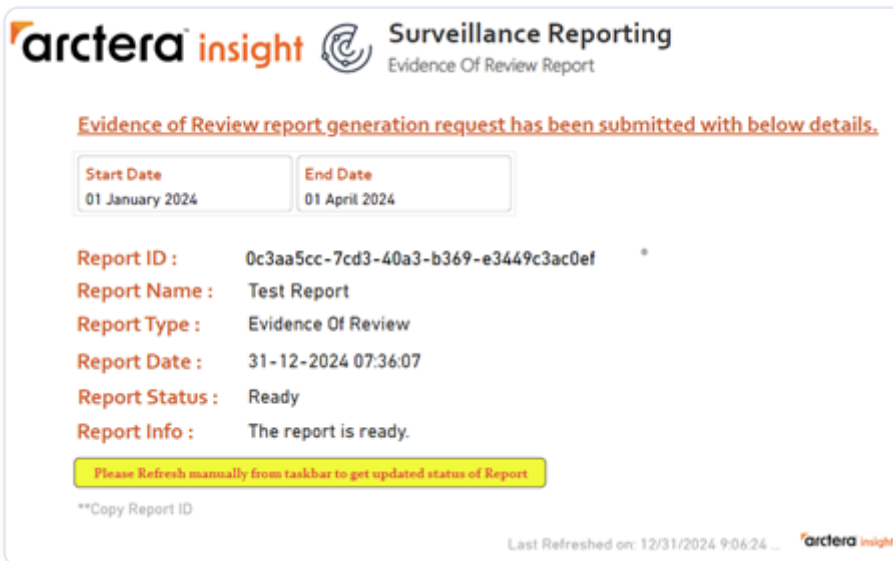 arctera insight
Surveillance Reporting
Evidence Of Review Report
Evidence of Review report generation request has been submitted with below details.
Start Date
01 January 2024
End Date
01 April 2024
Report ID : 0c3aa5cc-7cd3-40a3-b369-e3449c3ac0ef
Report Name : Test Report
Report Type : Evidence Of Review
Report Date : 31-12-2024 07:36:07
Report Status : Ready
Report Info : The report is ready.
Please Refresh manually from taskbar to get updated status of Report
**Copy Report ID
Last Refreshed on: 12/31/2024 9:06:24 ...
arctera insight